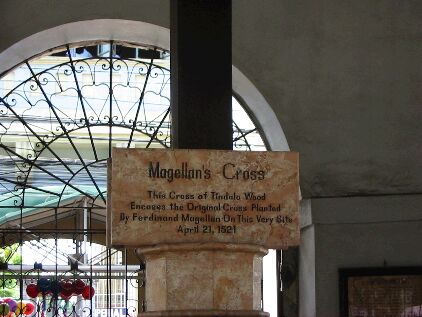 Magellan's Cross
This Cross of Tindalo Wood
Encases the Original Cross Planted
By Ferdinand Magellan On This Very Site
April 21, 1521